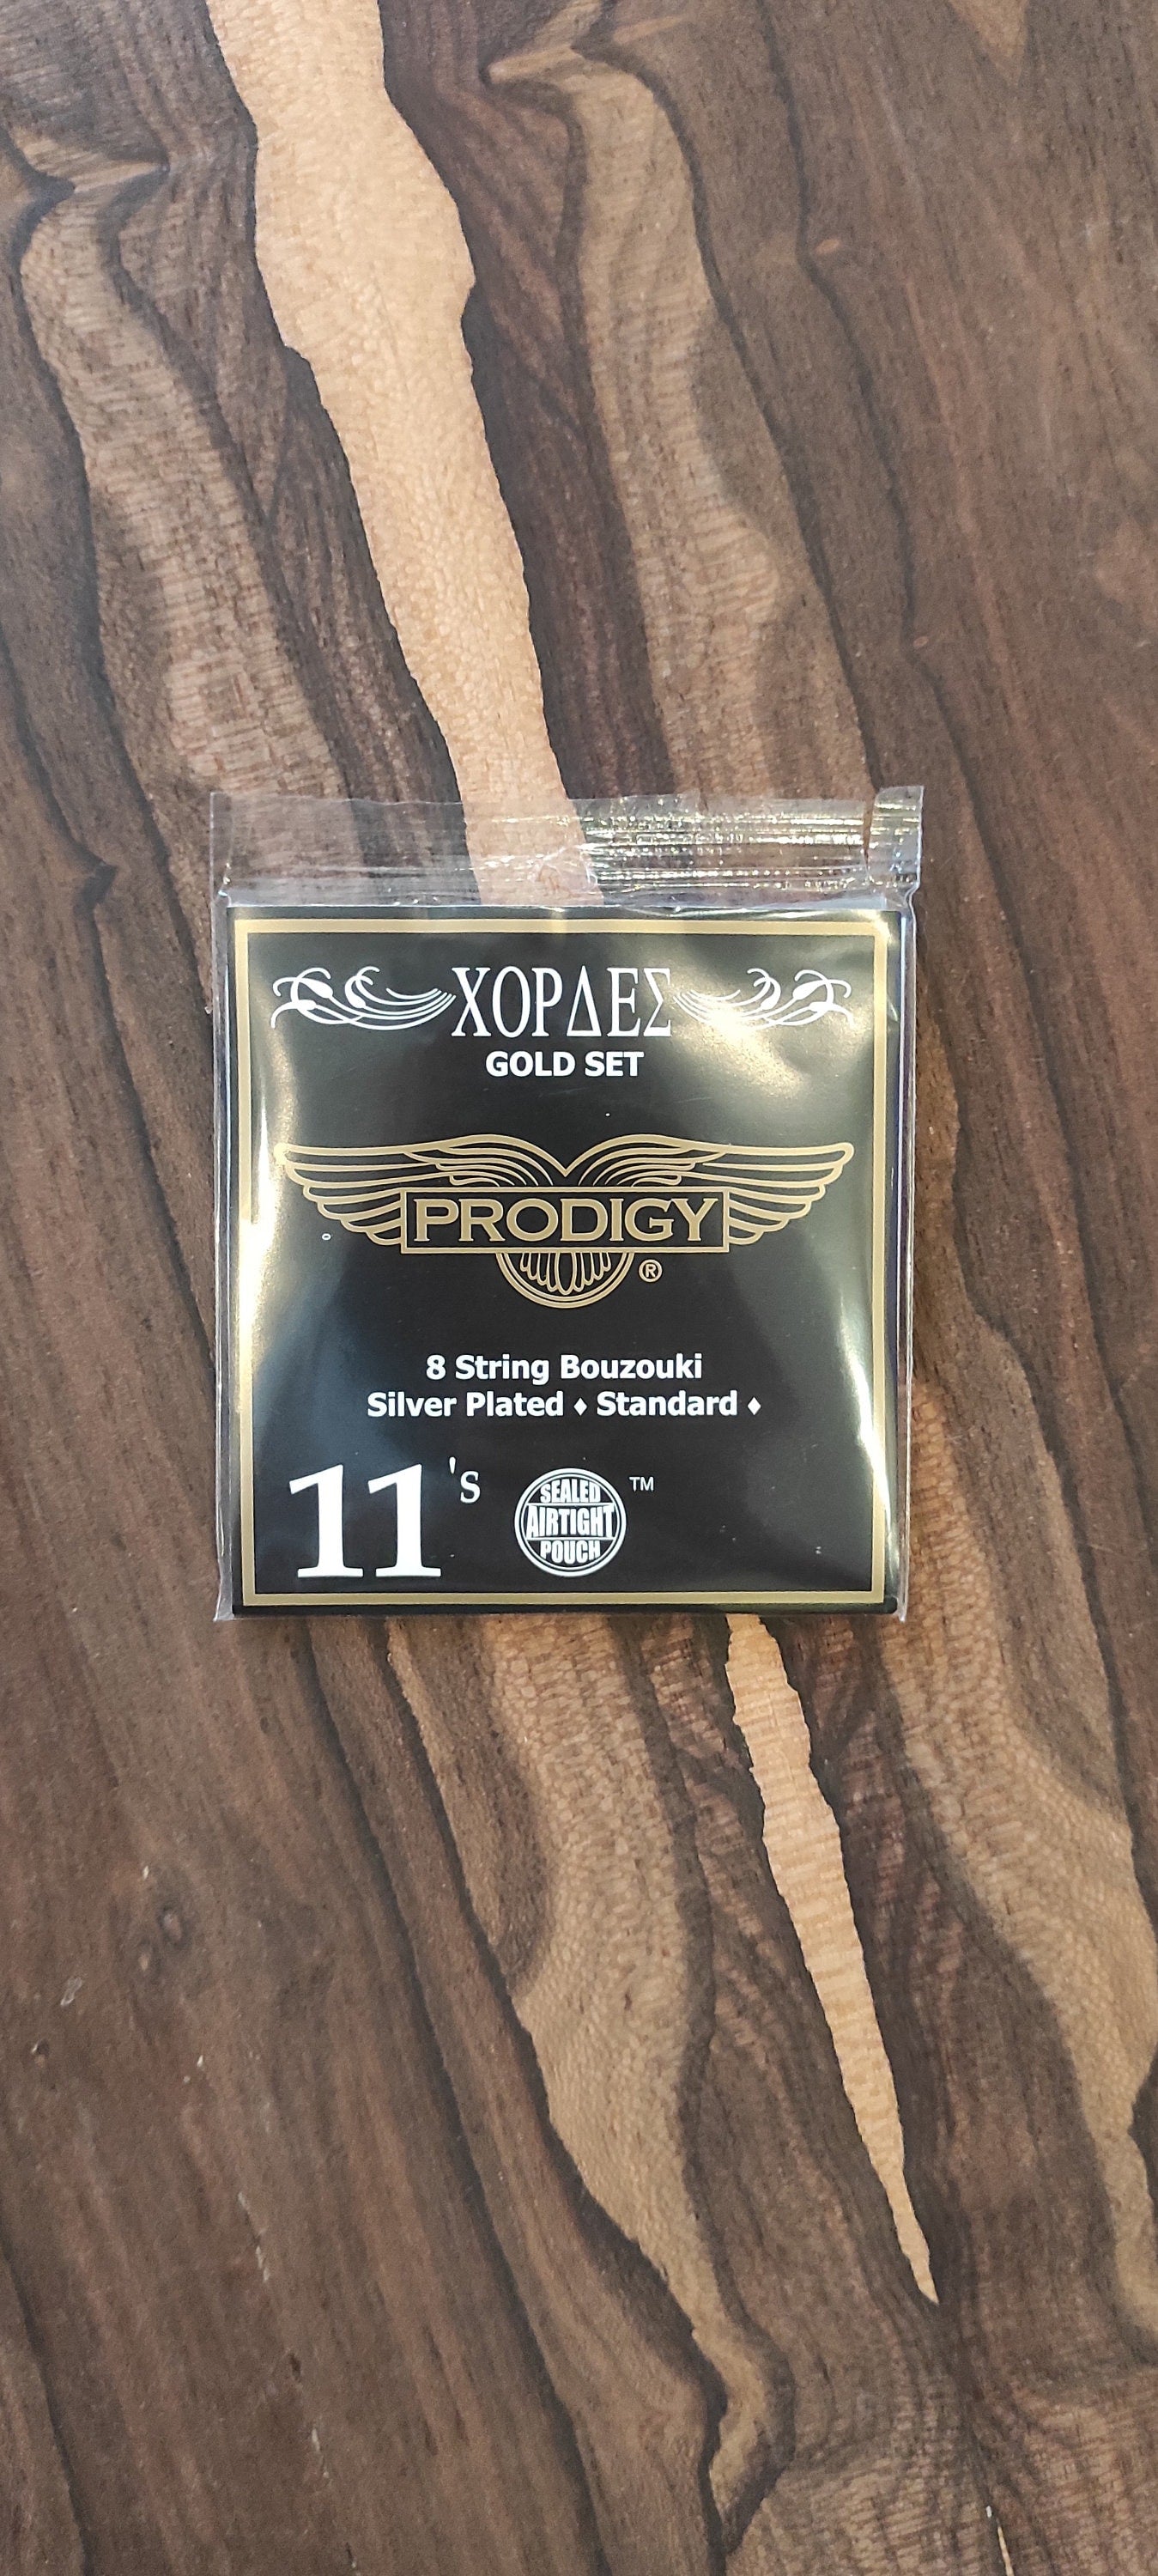 ΧΟΡΔΕΣ
GOLD SET
PRODIGY
®
8 String Bouzouki
Silver Plated ♦ Standard ♦
11's
SEALED
AIRTIGHT
POUCH
™